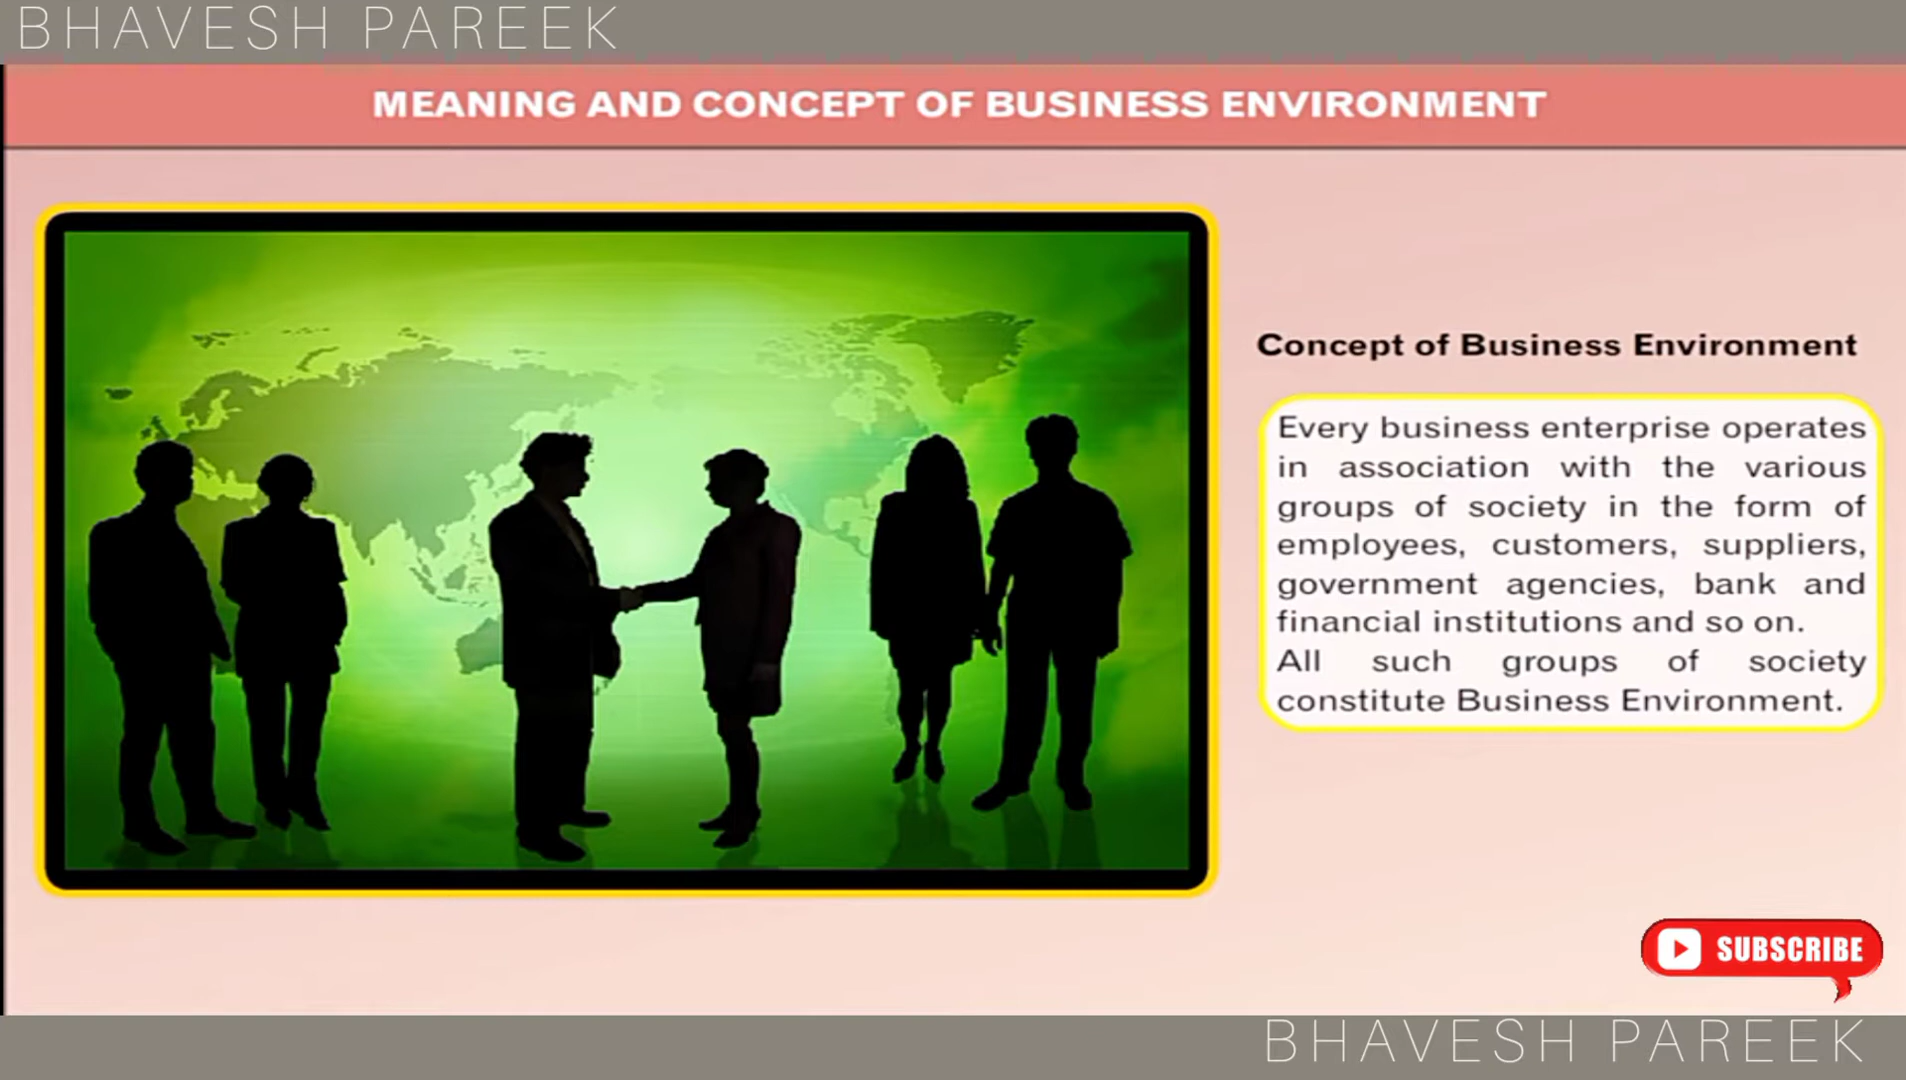 BHAVESH PAREEK
MEANING AND CONCEPT OF BUSINESS ENVIRONMENT
Concept of Business Environment
Every business enterprise operates
in association with the various
groups of society in the form of
employees, customers, suppliers,
government agencies, bank and
financial institutions and so on.
All such groups of society
constitute Business Environment.
SUBSCRIBE
BHAVESH PAREEK